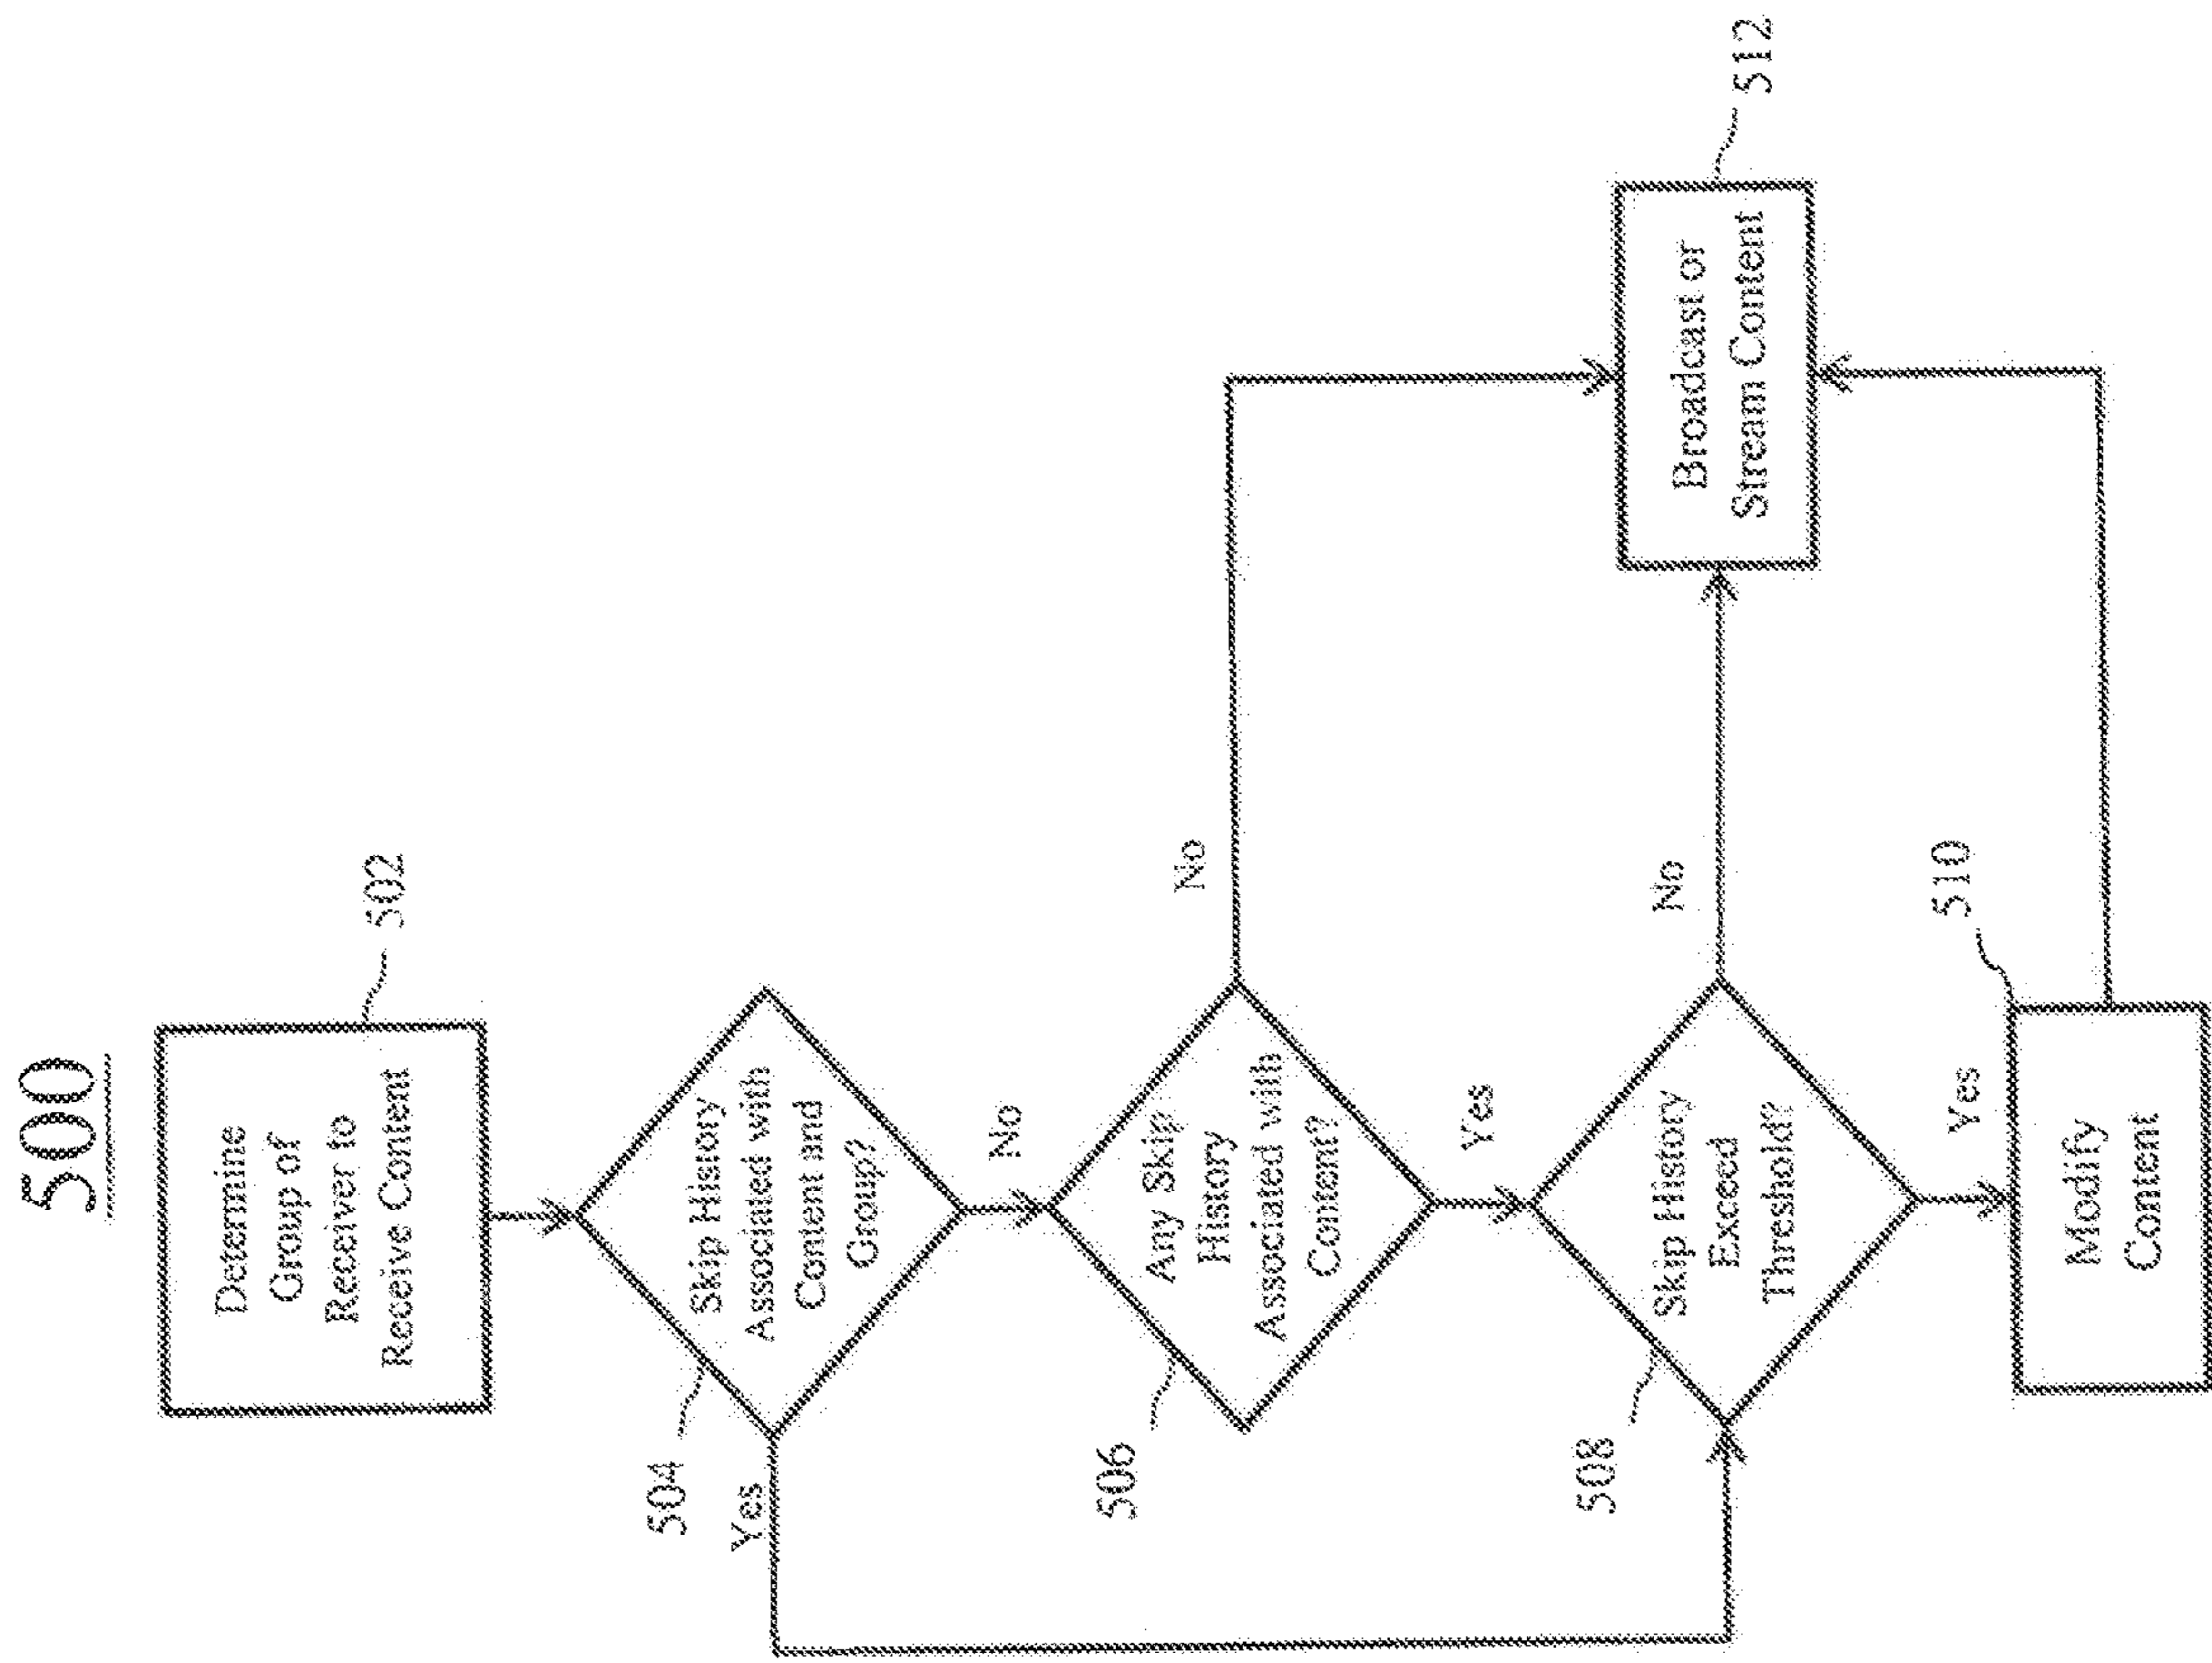 500
Determine
Group of
Receiver to
Receive Content
502
504
Skip History
Associated with
Content and
Group?
Yes
No
506
Any Skip
History
Associated with
Content?
No
Yes
508
Skip History
Exceed
Threshold?
No
Yes
510
Modify
Content
Broadcast or
Stream Content
512